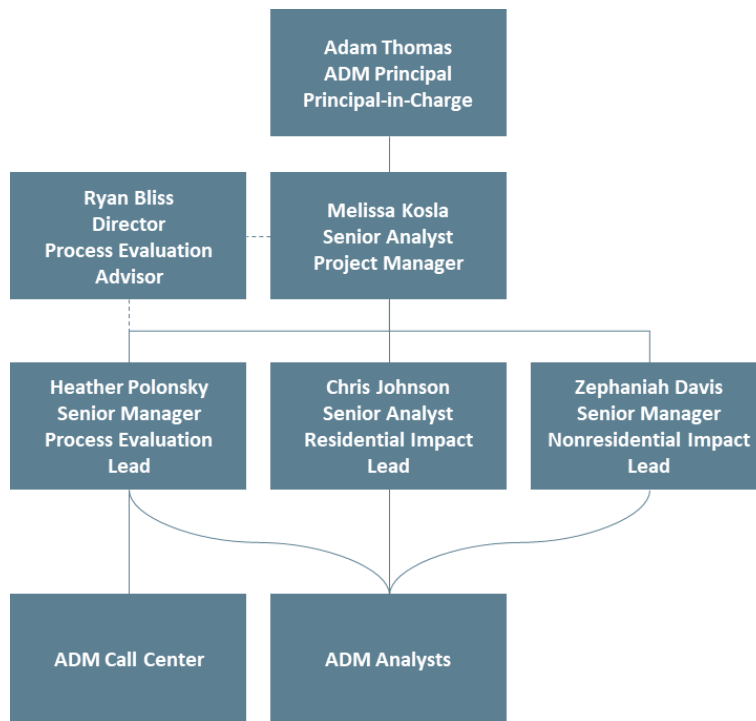 Adam Thomas
ADM Principal
Principal-in-Charge
Ryan Bliss
Director
Process Evaluation
Advisor
Melissa Kosla
Senior Analyst
Project Manager
Heather Polonsky
Senior Manager
Process Evaluation
Lead
Chris Johnson
Senior Analyst
Residential Impact
Lead
Zephaniah Davis
Senior Manager
Nonresidential Impact
Lead
ADM Call Center
ADM Analysts